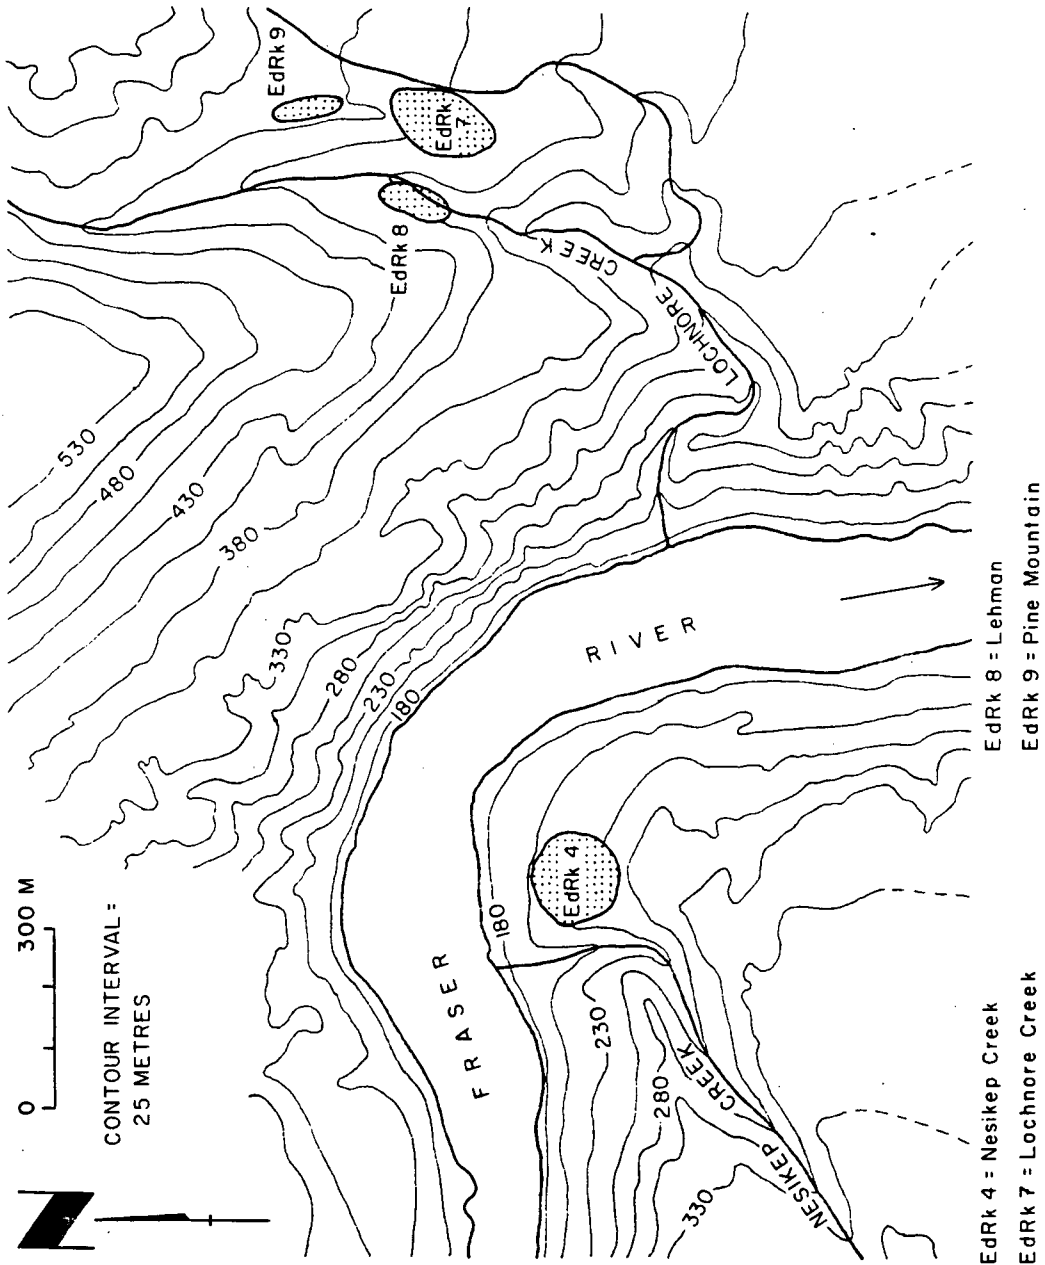 N
0 300 M
CONTOUR INTERVAL =
25 METRES
EdRk 9
EdRk
7
EdRk 8
LOCHNORE CREEK
530
480
430
380
330
280
230
180
FRASER RIVER
180
EdRk 4
230
280
330
NESIKEP CREEK
EdRk 4 = Nesikep Creek
EdRk 7 = Lochnore Creek
EdRk 8 = Lehman
EdRk 9 = Pine Mountain